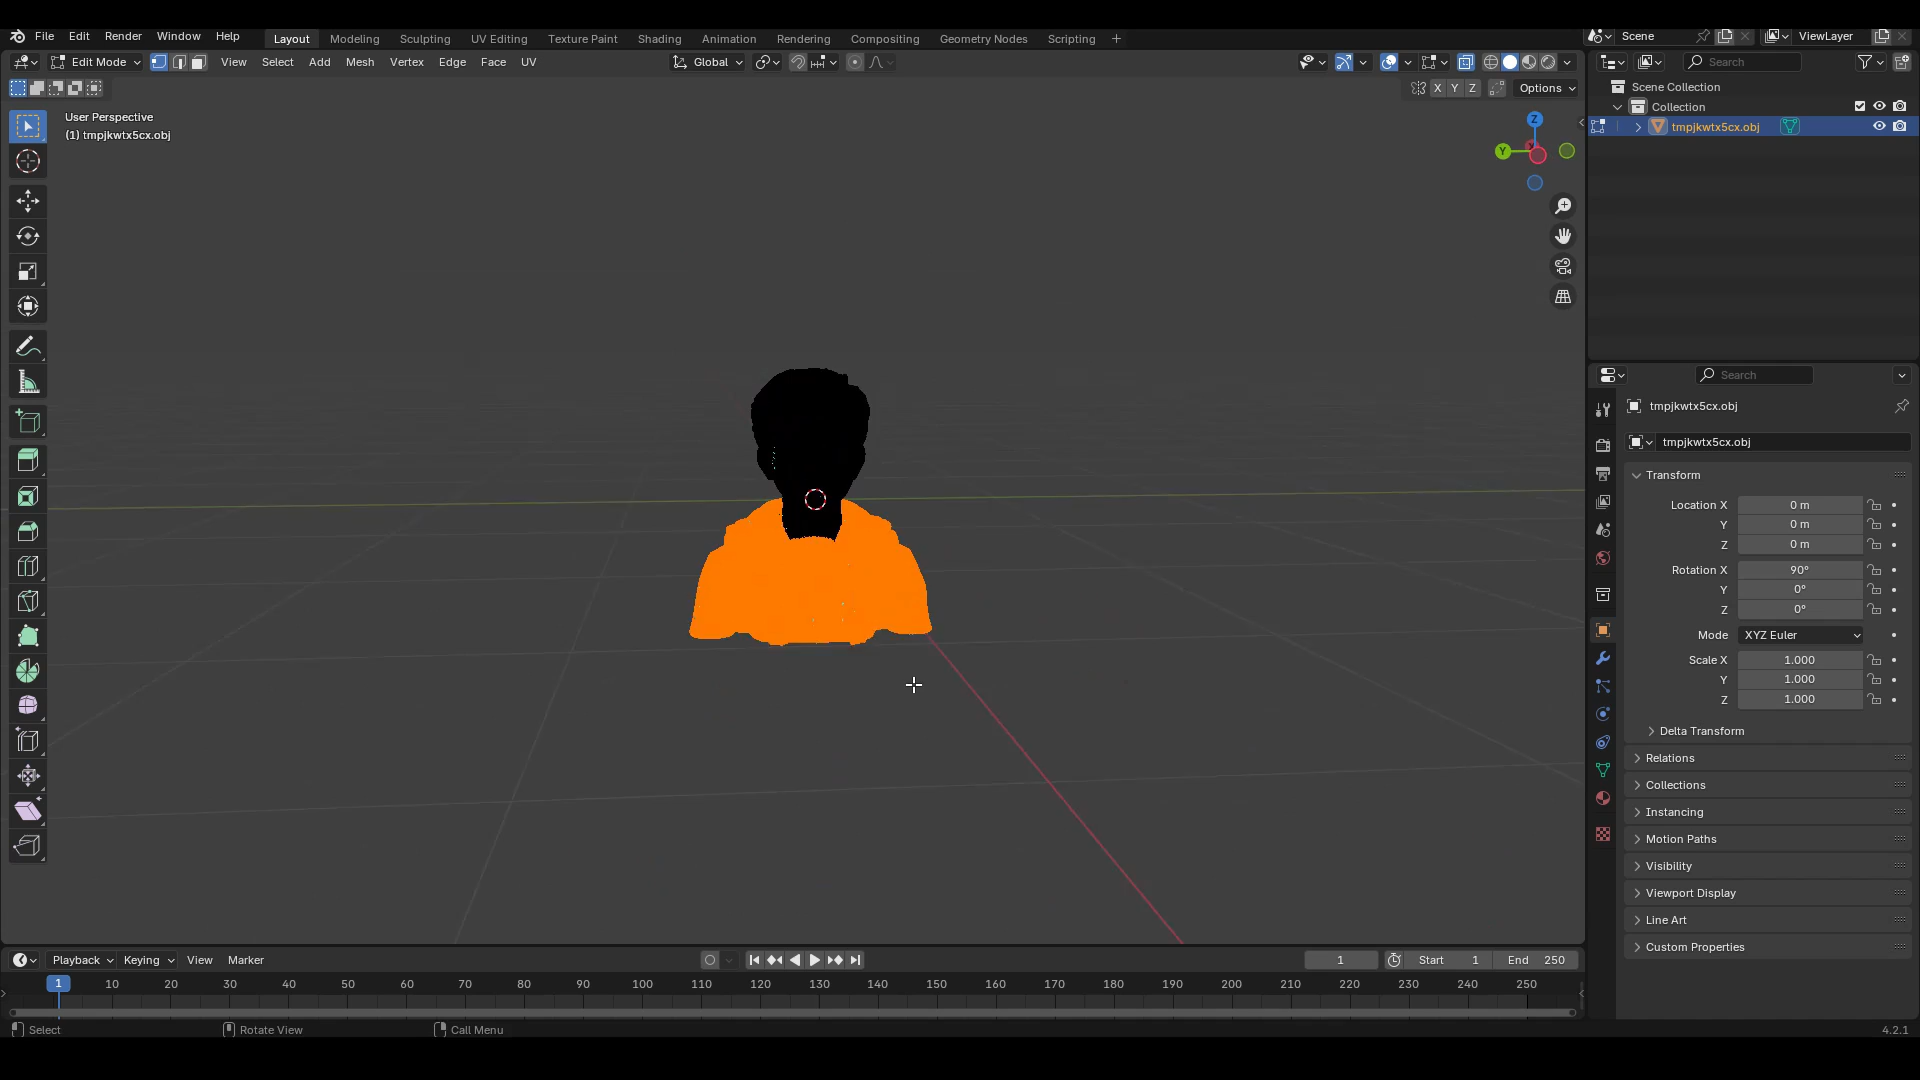 File Edit Render Window Help Layout Modeling Sculpting UV Editing Texture Paint Shading Animation Rendering Compositing Geometry Nodes Scripting + Scene ViewLayer
Edit Mode View Select Add Mesh Vertex Edge Face UV Global Search
X Y Z Options
User Perspective
(1) tmpjkwtx5cx.obj
Z
Y
Scene Collection
Collection
tmpjkwtx5cx.obj
Search
tmpjkwtx5cx.obj
tmpjkwtx5cx.obj
Transform
Location X 0 m
Y 0 m
Z 0 m
Rotation X 90°
Y 0°
Z 0°
Mode XYZ Euler
Scale X 1.000
Y 1.000
Z 1.000
Delta Transform
Relations
Collections
Instancing
Motion Paths
Visibility
Viewport Display
Line Art
Custom Properties
Playback Keying View Marker 1 Start 1 End 250
1 10 20 30 40 50 60 70 80 90 100 110 120 130 140 150 160 170 180 190 200 210 220 230 240 250
Select Rotate View Call Menu 4.2.1